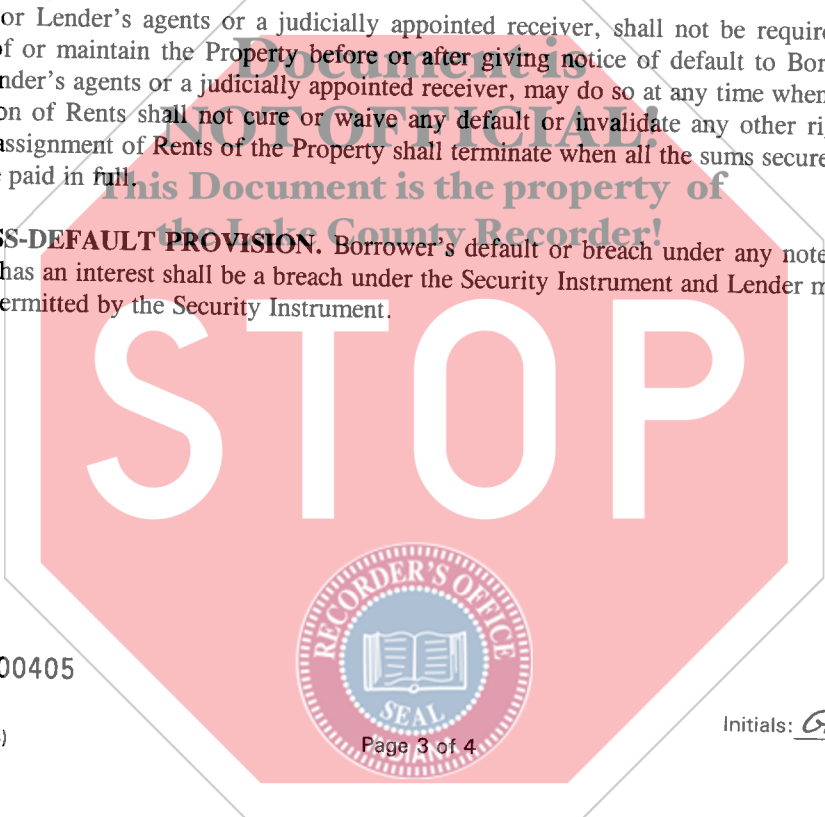 or Lender's agents or a judicially appointed receiver, shall not be require
of or maintain the Property before or after giving notice of default to Bor
nder's agents or a judicially appointed receiver, may do so at any time when
on of Rents shall not cure or waive any default or invalidate any other ri
assignment of Rents of the Property shall terminate when all the sums secure
paid in full.
Document is
NOT OFFICIAL!
This Document is the property of
the Lake County Recorder!
SS-DEFAULT PROVISION. Borrower's default or breach under any note
has an interest shall be a breach under the Security Instrument and Lender m
ermitted by the Security Instrument.
STOP
RECORDER'S OFFICE
SEAL
INDIANA
00405
Initials:
Page 3 of 4